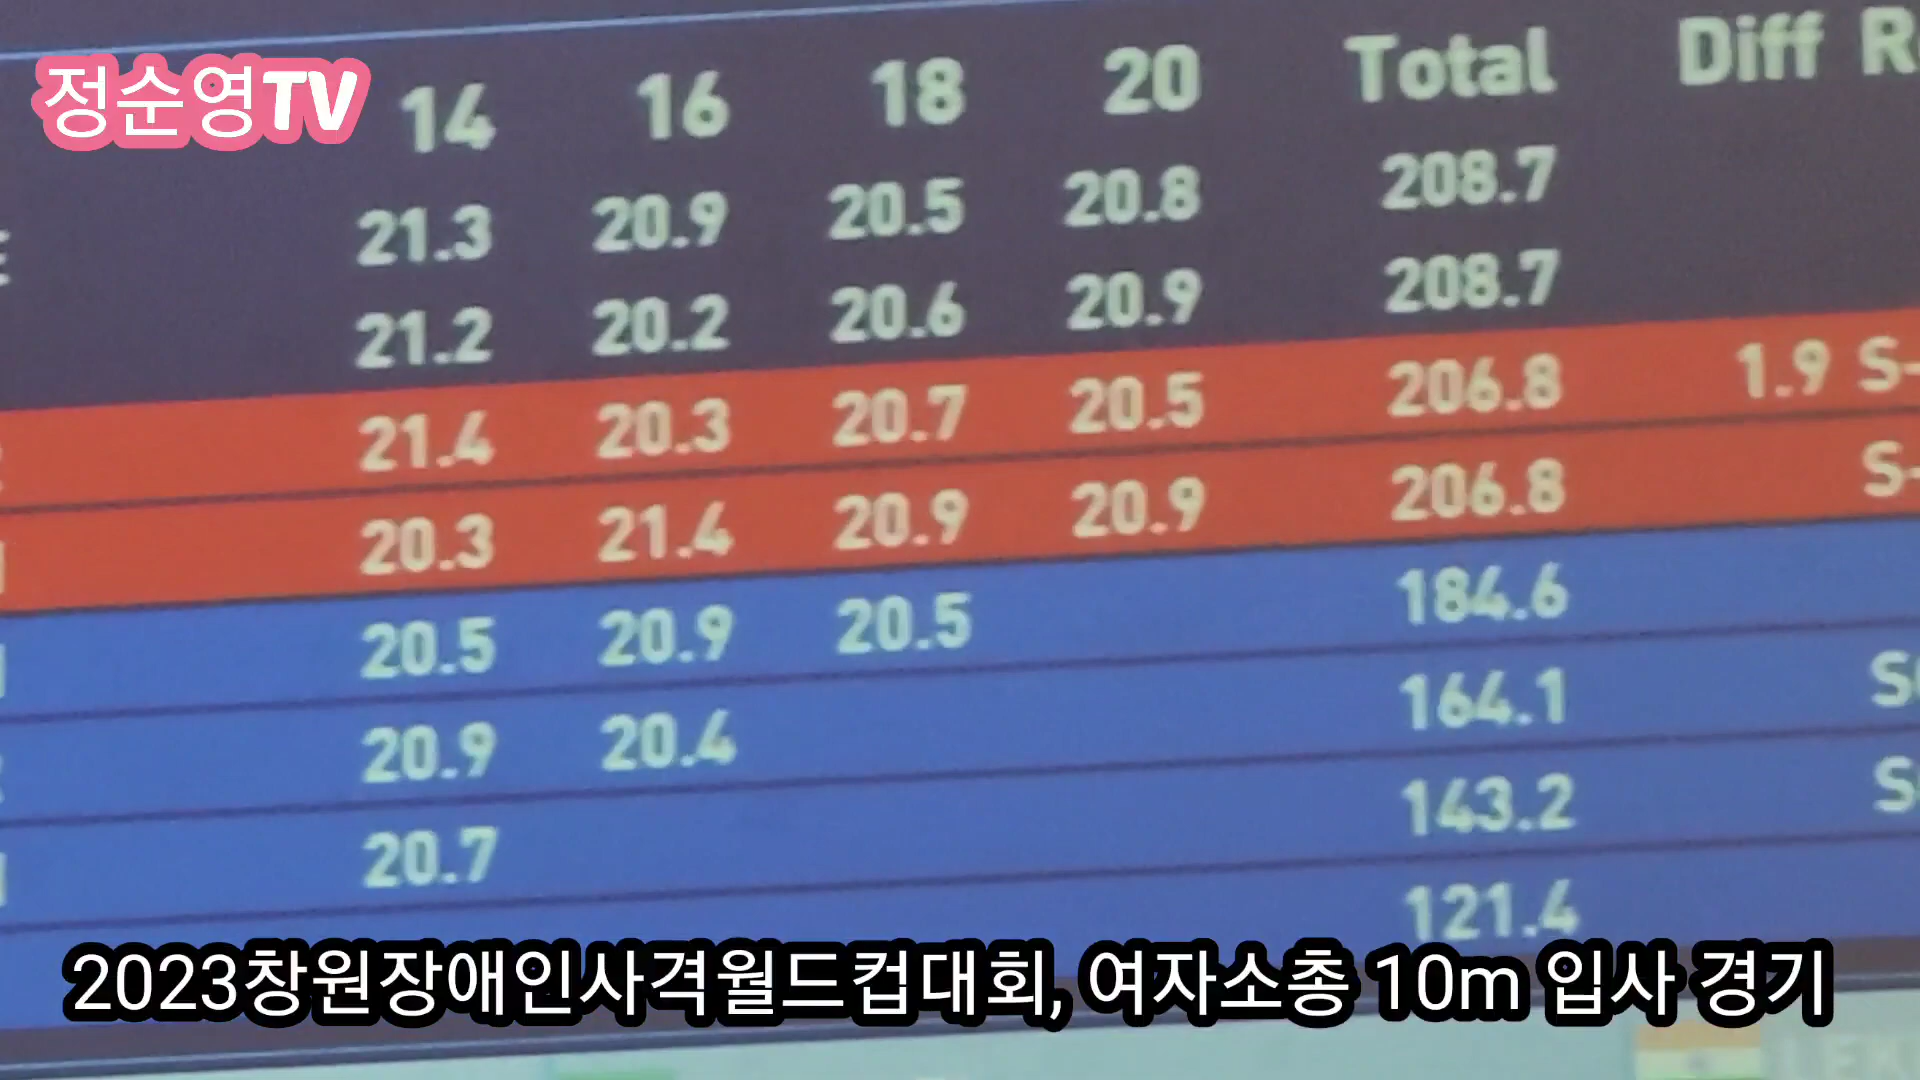 정순영TV
14 16 18 20 Total Diff
21.3 20.9 20.5 20.8 208.7
21.2 20.2 20.6 20.9 208.7
21.4 20.3 20.7 20.5 206.8 1.9 S-
20.3 21.4 20.9 20.9 206.8 S-
20.5 20.9 20.5 184.6
20.9 20.4 164.1
20.7 143.2
121.4
2023창원장애인사격월드컵대회, 여자소총 10m 입사 경기